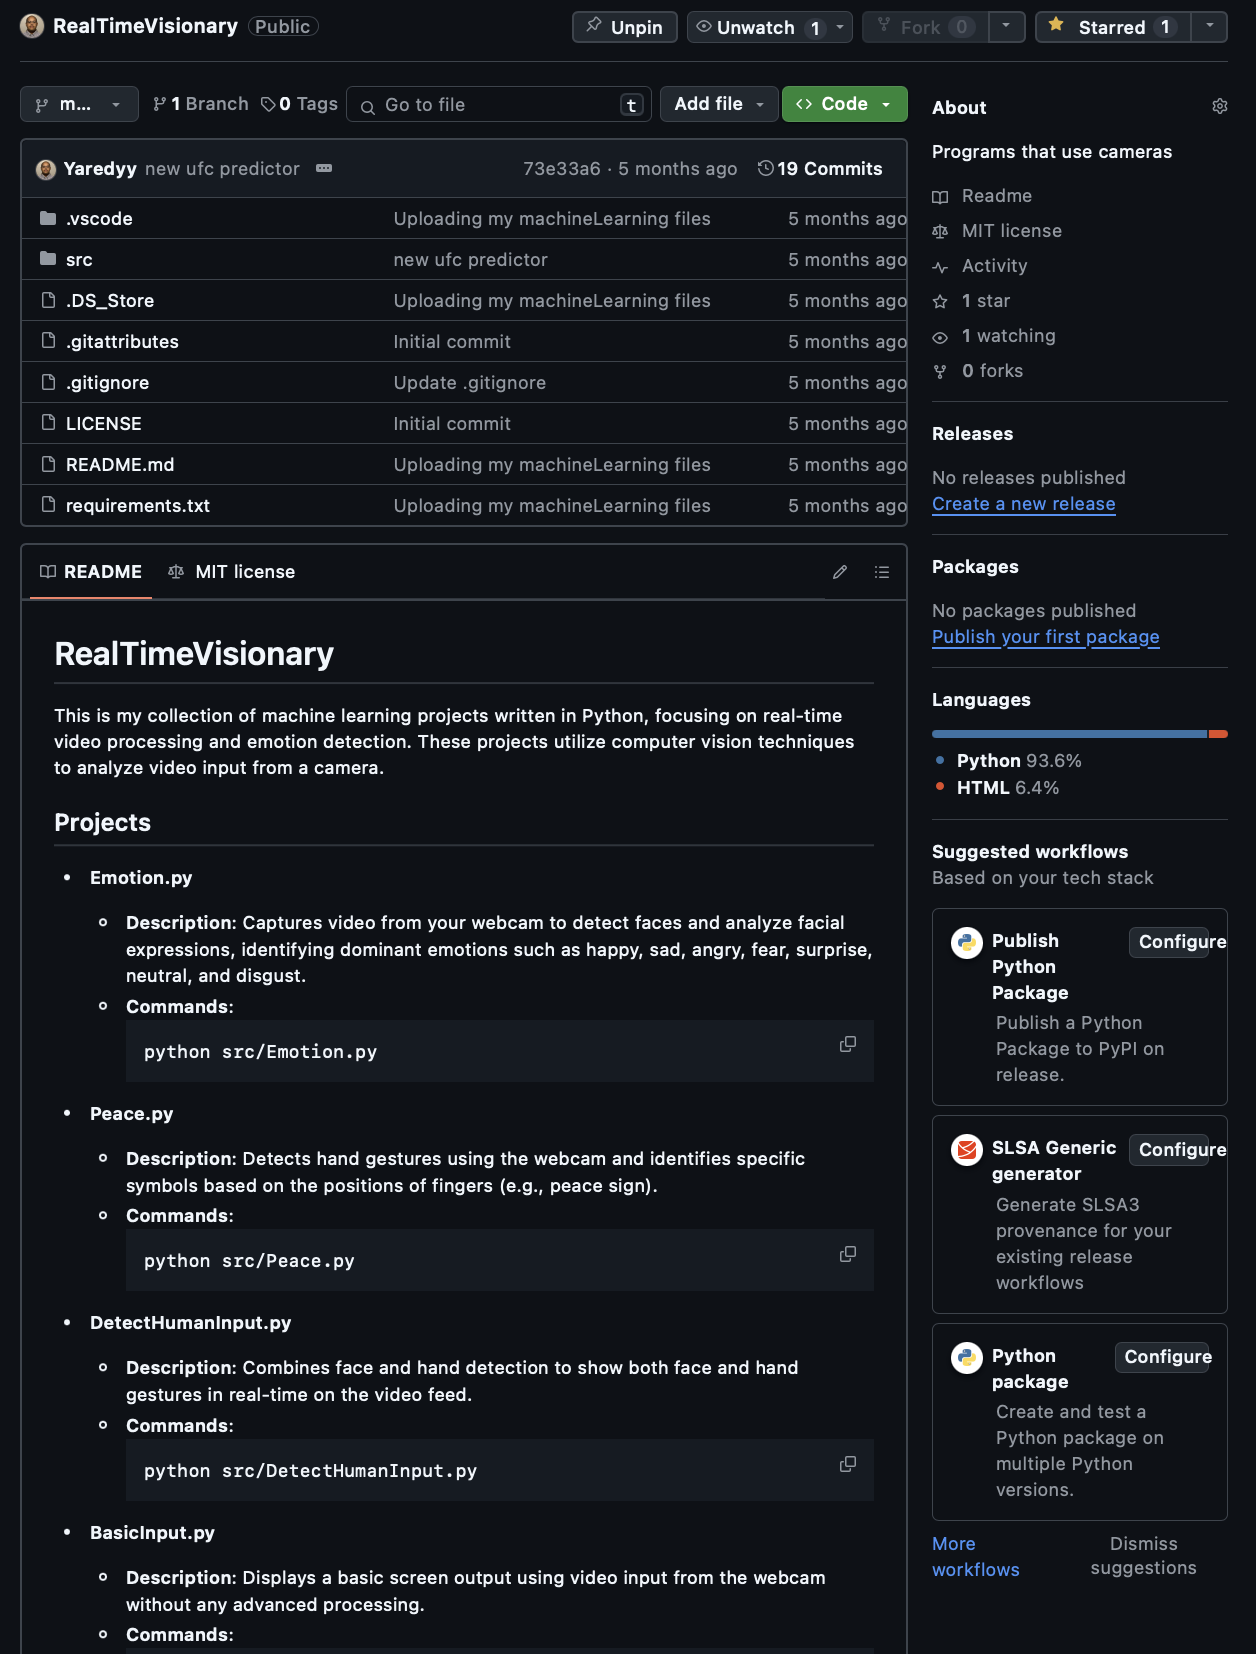 RealTimeVisionary Public Unpin Unwatch 1 Fork 0 Starred 1
m... 1 Branch 0 Tags Go to file t Add file Code
Yaredyy new ufc predictor 73e33a6 · 5 months ago 19 Commits
.vscode Uploading my machineLearning files 5 months ago
src new ufc predictor 5 months ago
.DS_Store Uploading my machineLearning files 5 months ago
.gitattributes Initial commit 5 months ago
.gitignore Update .gitignore 5 months ago
LICENSE Initial commit 5 months ago
README.md Uploading my machineLearning files 5 months ago
requirements.txt Uploading my machineLearning files 5 months ago
README MIT license
RealTimeVisionary
This is my collection of machine learning projects written in Python, focusing on real-time
video processing and emotion detection. These projects utilize computer vision techniques
to analyze video input from a camera.
Projects
• Emotion.py
Description: Captures video from your webcam to detect faces and analyze facial
expressions, identifying dominant emotions such as happy, sad, angry, fear, surprise,
neutral, and disgust.
Commands:
python src/Emotion.py
• Peace.py
Description: Detects hand gestures using the webcam and identifies specific
symbols based on the positions of fingers (e.g., peace sign).
Commands:
python src/Peace.py
• DetectHumanInput.py
Description: Combines face and hand detection to show both face and hand
gestures in real-time on the video feed.
Commands:
python src/DetectHumanInput.py
• BasicInput.py
Description: Displays a basic screen output using video input from the webcam
without any advanced processing.
Commands:
About
Programs that use cameras
Readme
MIT license
Activity
1 star
1 watching
0 forks
Releases
No releases published
Create a new release
Packages
No packages published
Publish your first package
Languages
Python 93.6%
HTML 6.4%
Suggested workflows
Based on your tech stack
Publish Configure
Python
Package
Publish a Python
Package to PyPI on
release.
SLSA Generic Configure
generator
Generate SLSA3
provenance for your
existing release
workflows
Python Configure
package
Create and test a
Python package on
multiple Python
versions.
More Dismiss
workflows suggestions